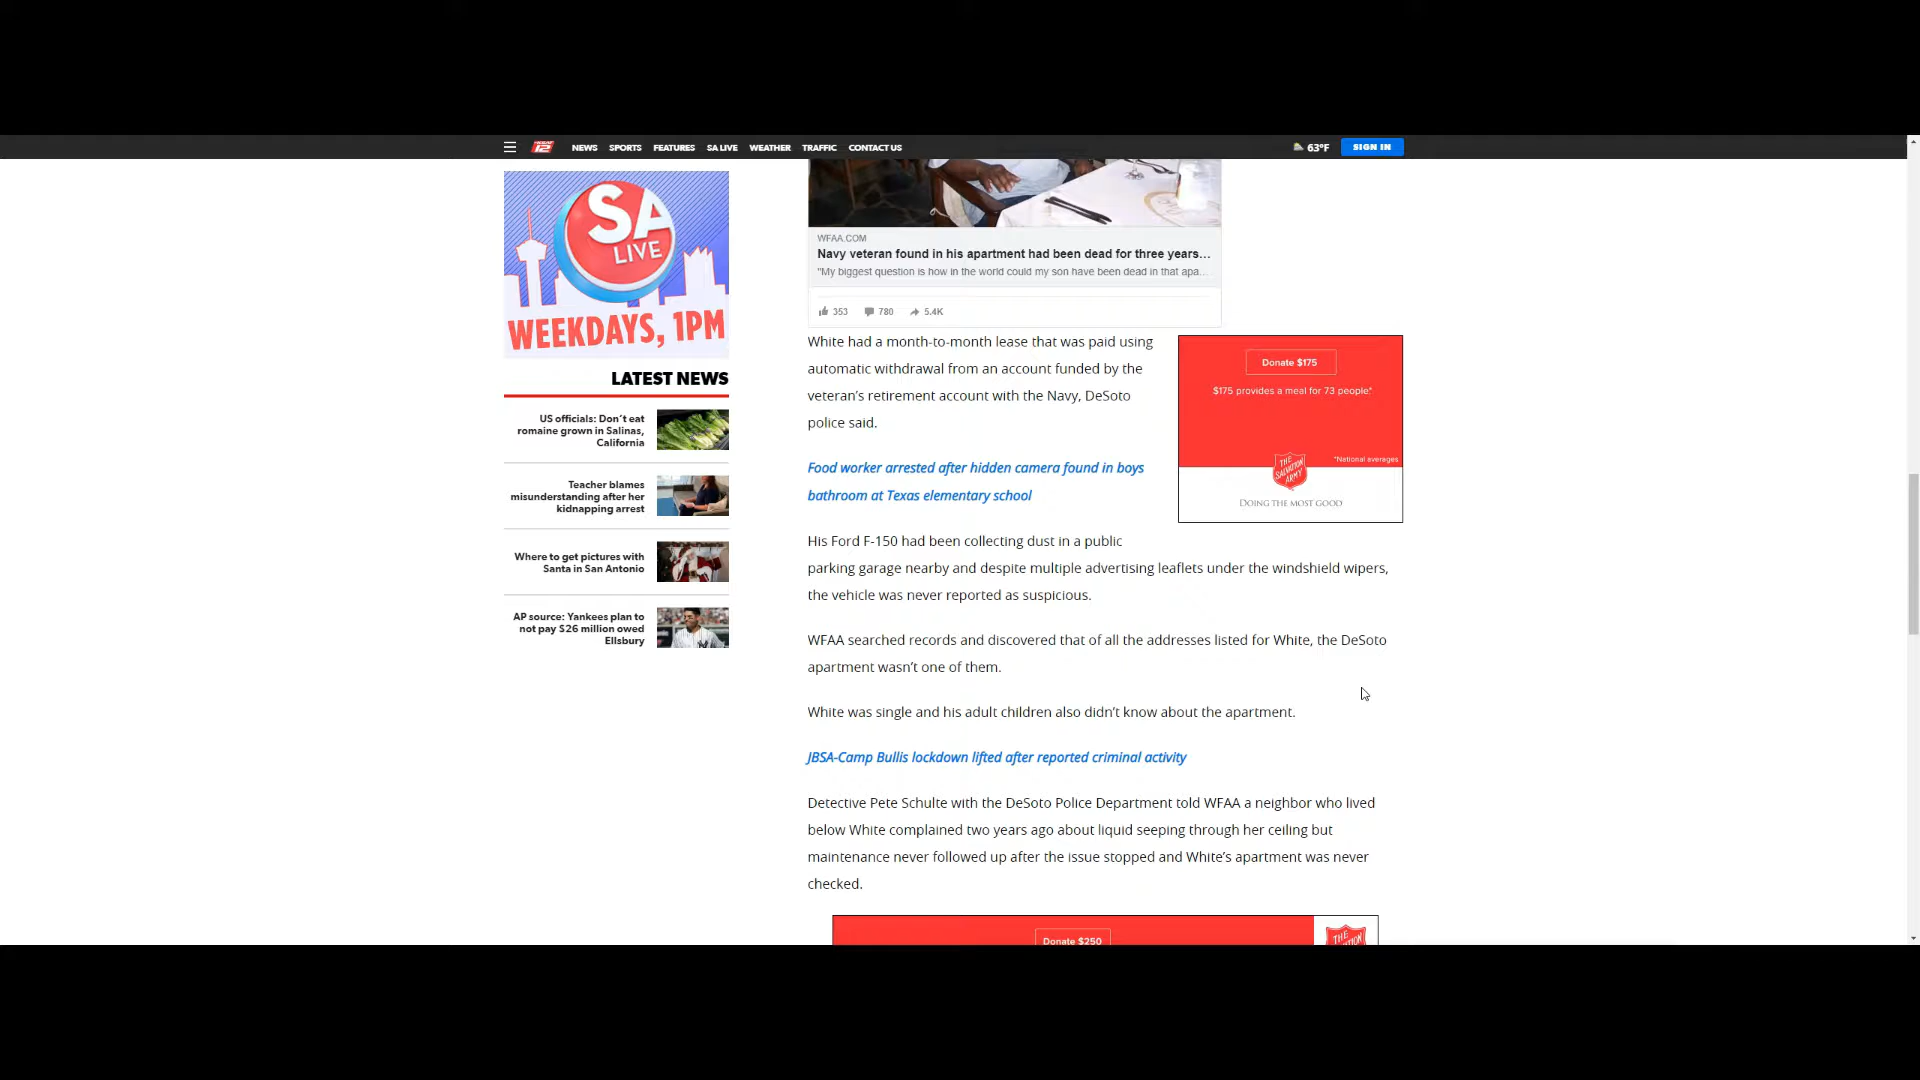 NEWS SPORTS FEATURES SA LIVE WEATHER TRAFFIC CONTACT US
63°F
SIGN IN
SA
LIVE
WEEKDAYS, 1PM
LATEST NEWS
US officials: Don't eat
romaine grown in Salinas,
California
Teacher blames
misunderstanding after her
kidnapping arrest
Where to get pictures with
Santa in San Antonio
AP source: Yankees plan to
not pay $26 million owed
Ellsbury
WFAA.COM
Navy veteran found in his apartment had been dead for three years...
"My biggest question is how in the world could my son have been dead in that apa...
353 780 5.4K
White had a month-to-month lease that was paid using
automatic withdrawal from an account funded by the
veteran's retirement account with the Navy, DeSoto
police said.
Donate $175
$175 provides a meal for 73 people.*
*National averages
THE
SALVATION
ARMY
DOING THE MOST GOOD
Food worker arrested after hidden camera found in boys
bathroom at Texas elementary school
His Ford F-150 had been collecting dust in a public
parking garage nearby and despite multiple advertising leaflets under the windshield wipers,
the vehicle was never reported as suspicious.
WFAA searched records and discovered that of all the addresses listed for White, the DeSoto
apartment wasn't one of them.
White was single and his adult children also didn't know about the apartment.
JBSA-Camp Bullis lockdown lifted after reported criminal activity
Detective Pete Schulte with the DeSoto Police Department told WFAA a neighbor who lived
below White complained two years ago about liquid seeping through her ceiling but
maintenance never followed up after the issue stopped and White's apartment was never
checked.
Donate $250
THE